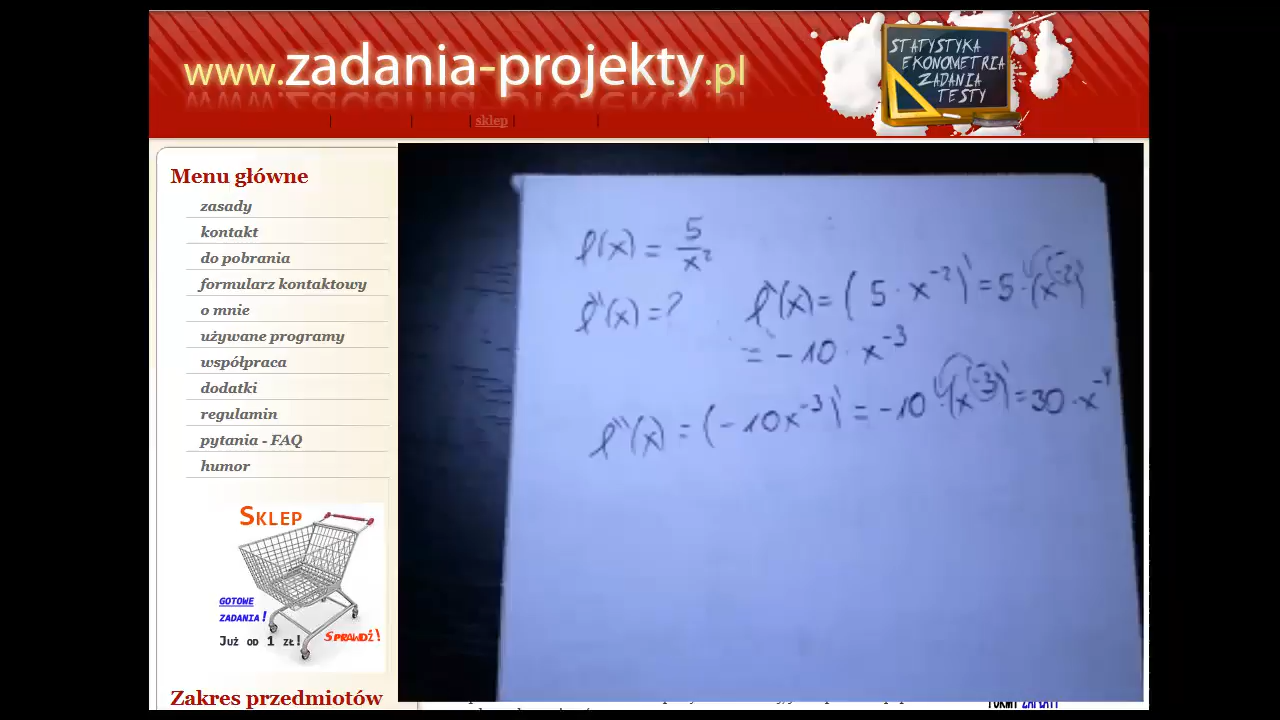 www.zadania-projekty.pl
STATYSTYKA
EKONOMETRIA
ZADANIA
TESTY
sklep
Menu główne
zasady
kontakt
do pobrania
formularz kontaktowy
o mnie
używane programy
współpraca
dodatki
regulamin
pytania - FAQ
humor
SKLEP
GOTOWE
ZADANIA!
JUŻ OD 1 ZŁ!
SPRAWDŹ!
Zakres przedmiotów
f(x) = 5/x²
f''(x) = ?
f'(x) = (5 · x⁻²)' = 5 · (x⁻²)'
= -10 · x⁻³
f''(x) = (-10x⁻³)' = -10 · (x⁻³)' = 30 · x⁻⁴